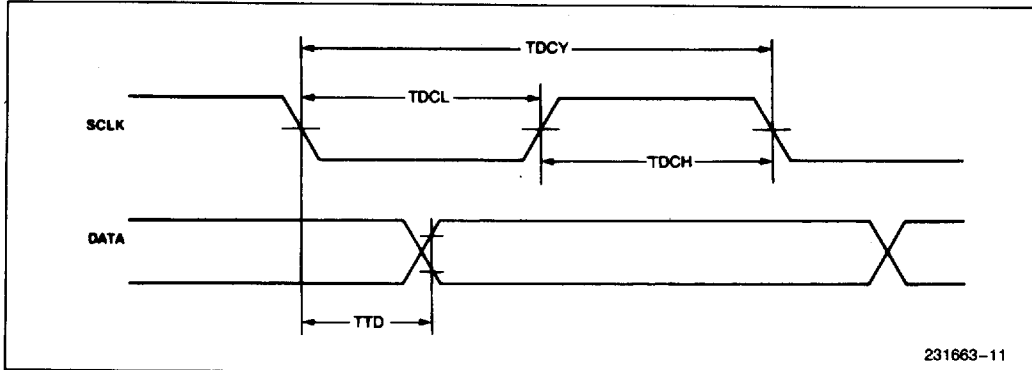 TDCY
TDCL
SCLK
TDCH
DATA
TTD
231663-11